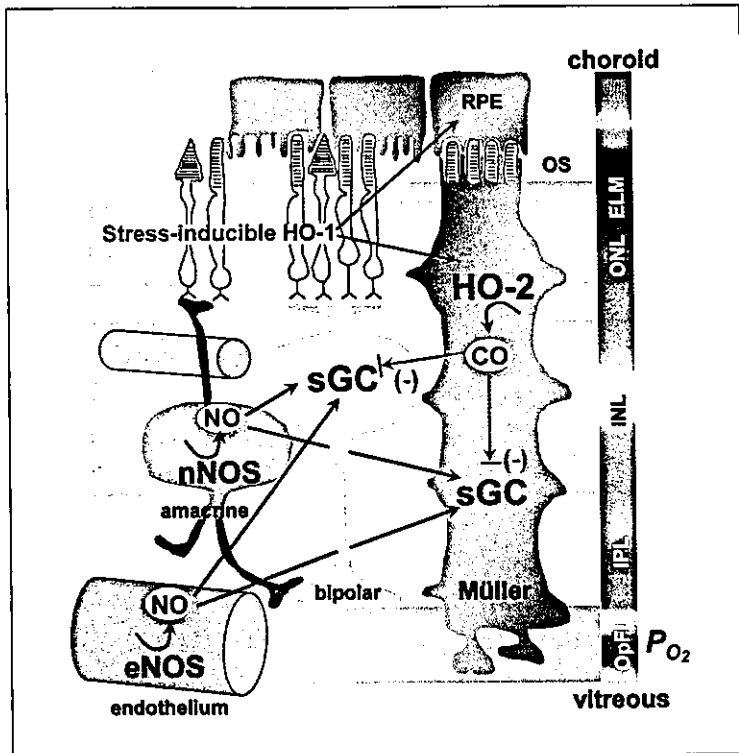 choroid
RPE
OS
ELM
Stress-inducible HO-1
ONL
HO-2
CO
sGC
(-)
NO
INL
nNOS
(-)
sGC
amacrine
IPL
NO
bipolar
Müller
eNOS
OpF
PO₂
endothelium
vitreous